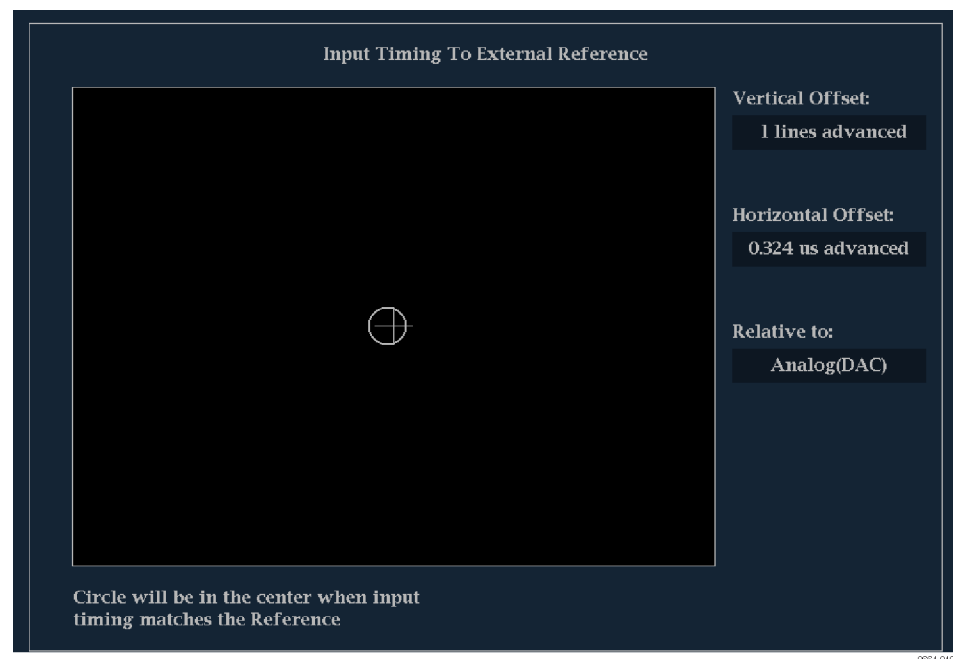 Input Timing To External Reference
Vertical Offset:
1 lines advanced
Horizontal Offset:
0.324 us advanced
Relative to:
Analog(DAC)
Circle will be in the center when input
timing matches the Reference